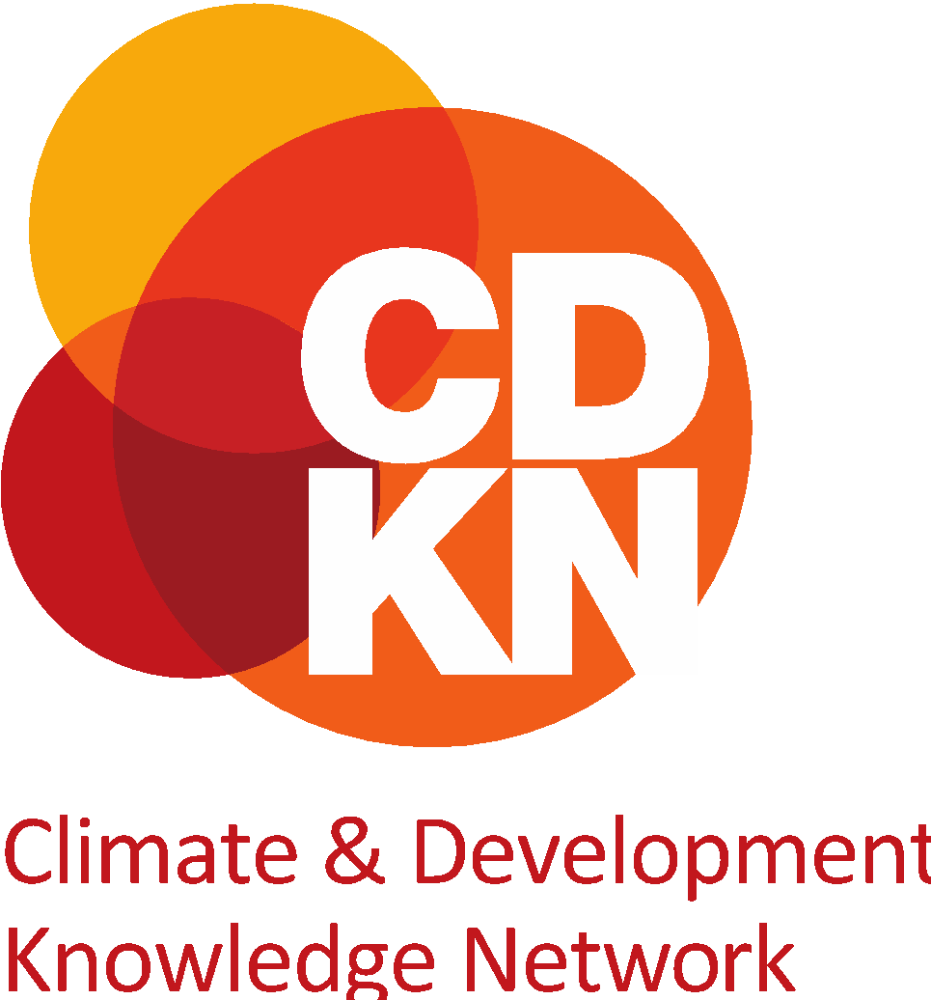 CD
KN
Climate & Development
Knowledge Network